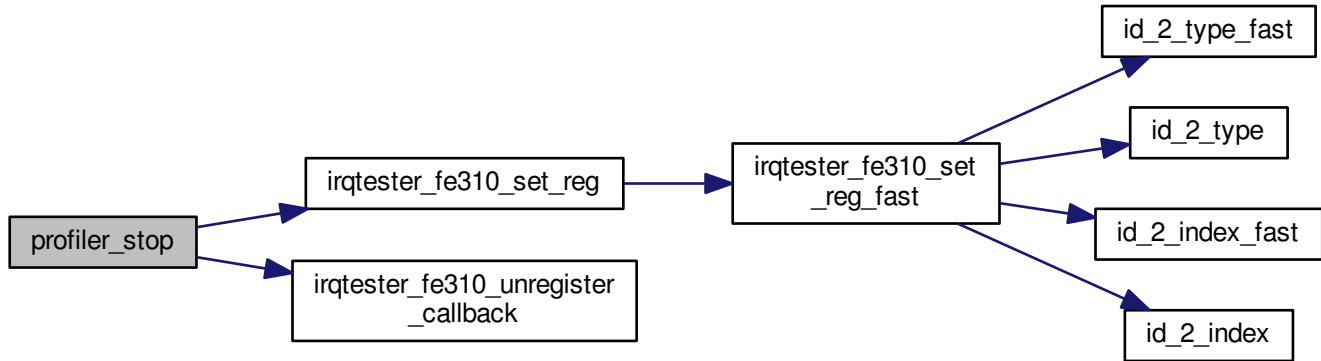 profiler_stop
irqtester_fe310_set_reg
irqtester_fe310_unregister
_callback
irqtester_fe310_set
_reg_fast
id_2_type_fast
id_2_type
id_2_index_fast
id_2_index